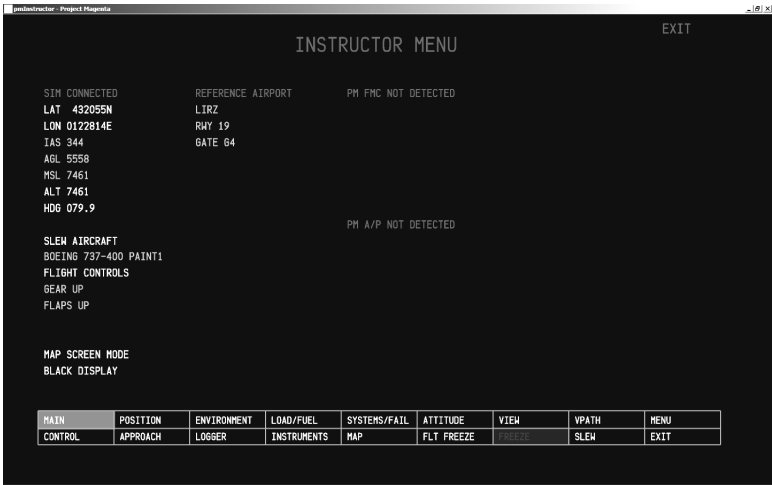 pmInstructor - Project Magenta
EXIT
INSTRUCTOR MENU
SIM CONNECTED
REFERENCE AIRPORT
PM FMC NOT DETECTED
LAT 432055N
LRZ
LON 0122814E
RWY 19
IAS 344
GATE G4
AGL 5558
MSL 7461
ALT 7461
HDG 079.9
PM A/P NOT DETECTED
SLEW AIRCRAFT
BOEING 737-400 PAINT1
FLIGHT CONTROLS
GEAR UP
FLAPS UP
MAP SCREEN MODE
BLACK DISPLAY
MAIN POSITION ENVIRONMENT LOAD/FUEL SYSTEMS/FAIL ATTITUDE VIEW VPATH MENU
CONTROL APPROACH LOGGER INSTRUMENTS MAP FLT FREEZE FREEZE SLEW EXIT